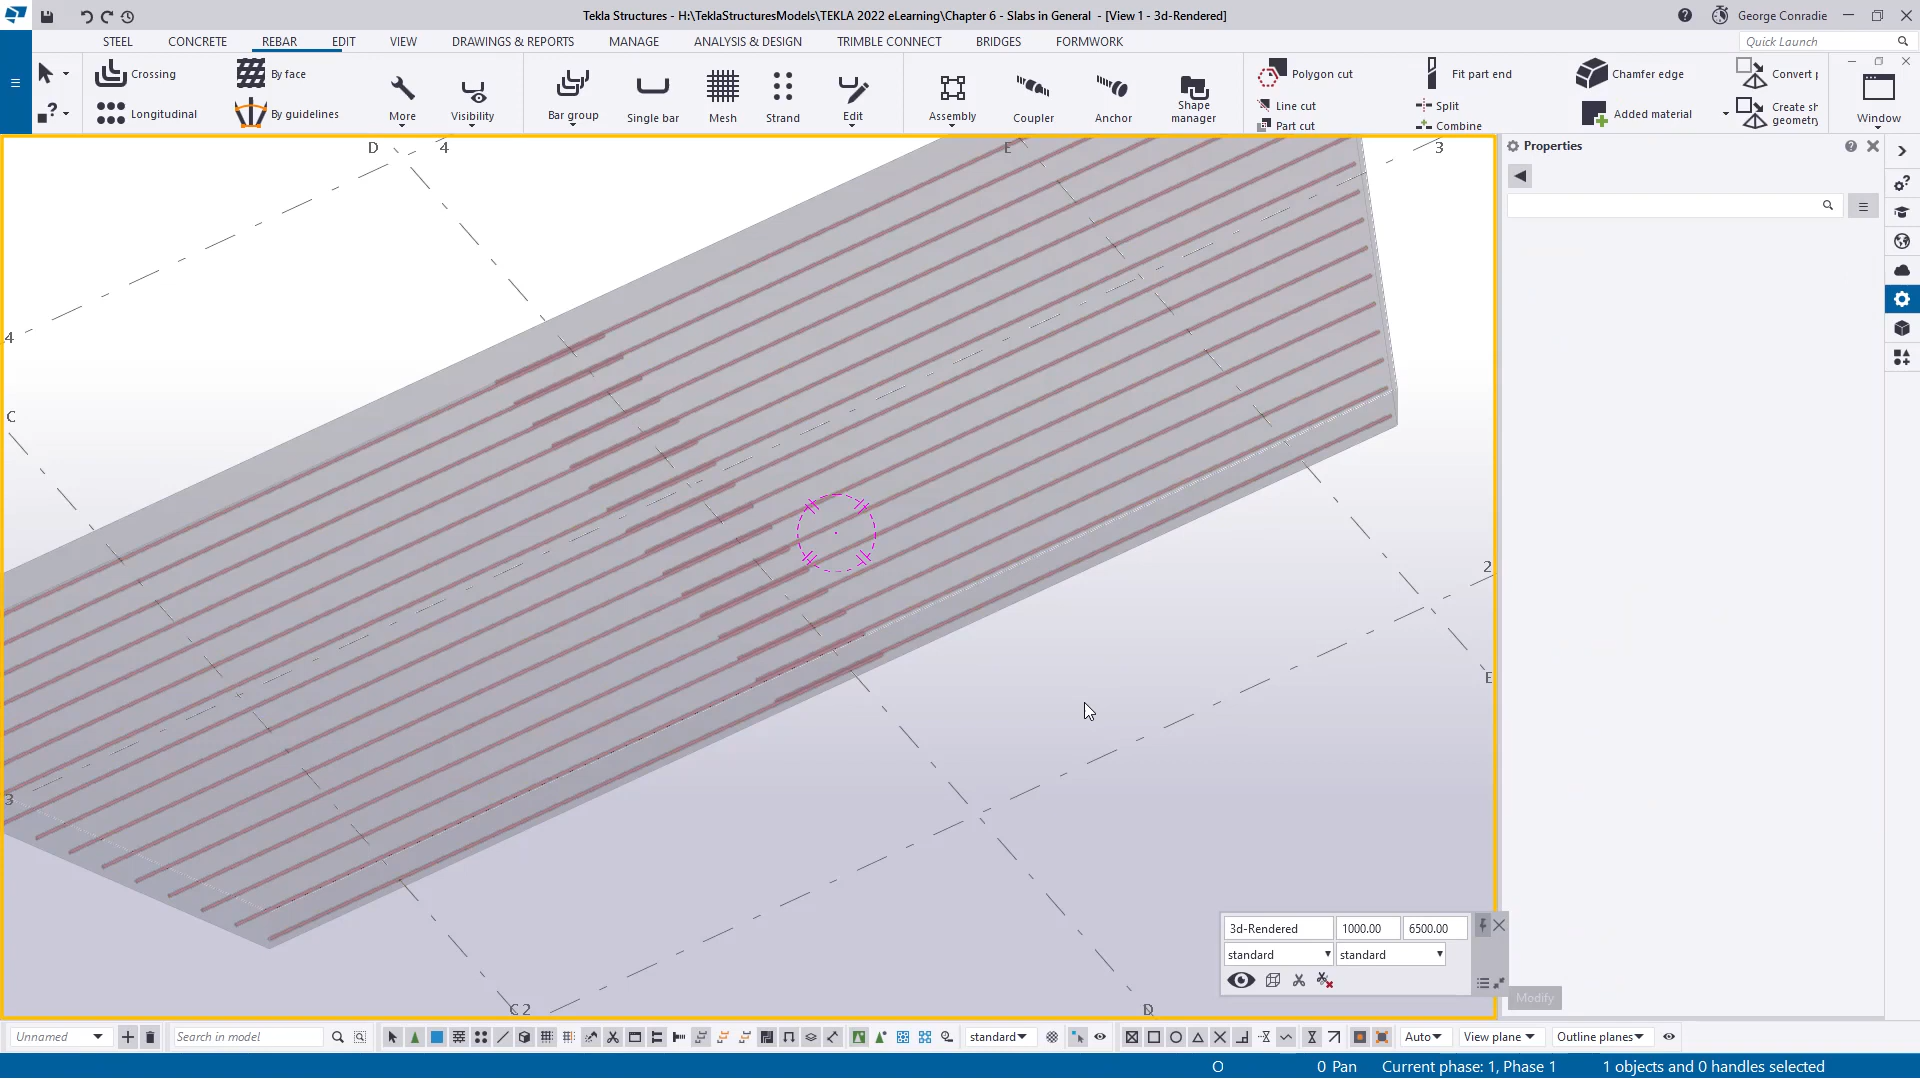 Tekla Structures - H:\TeklaStructuresModels\TEKLA 2022 eLearning\Chapter 6 - Slabs in General - [View 1 - 3d-Rendered]
George Conradie
STEEL CONCRETE REBAR EDIT VIEW DRAWINGS & REPORTS MANAGE ANALYSIS & DESIGN TRIMBLE CONNECT BRIDGES FORMWORK
Quick Launch
Crossing
Longitudinal
By face
By guidelines
More
Visibility
Bar group
Single bar
Mesh
Strand
Edit
Assembly
Coupler
Anchor
Shape manager
Polygon cut
Line cut
Part cut
Fit part end
Split
Combine
Chamfer edge
Added material
Convert p
Create sh
geometry
Window
D
4
E
3
4
C
2
E
3
C 2
D
Properties
3d-Rendered 1000.00 6500.00
standard standard
Modify
Unnamed
Search in model
standard
Auto
View plane
Outline planes
O
0 Pan
Current phase: 1, Phase 1
1 objects and 0 handles selected